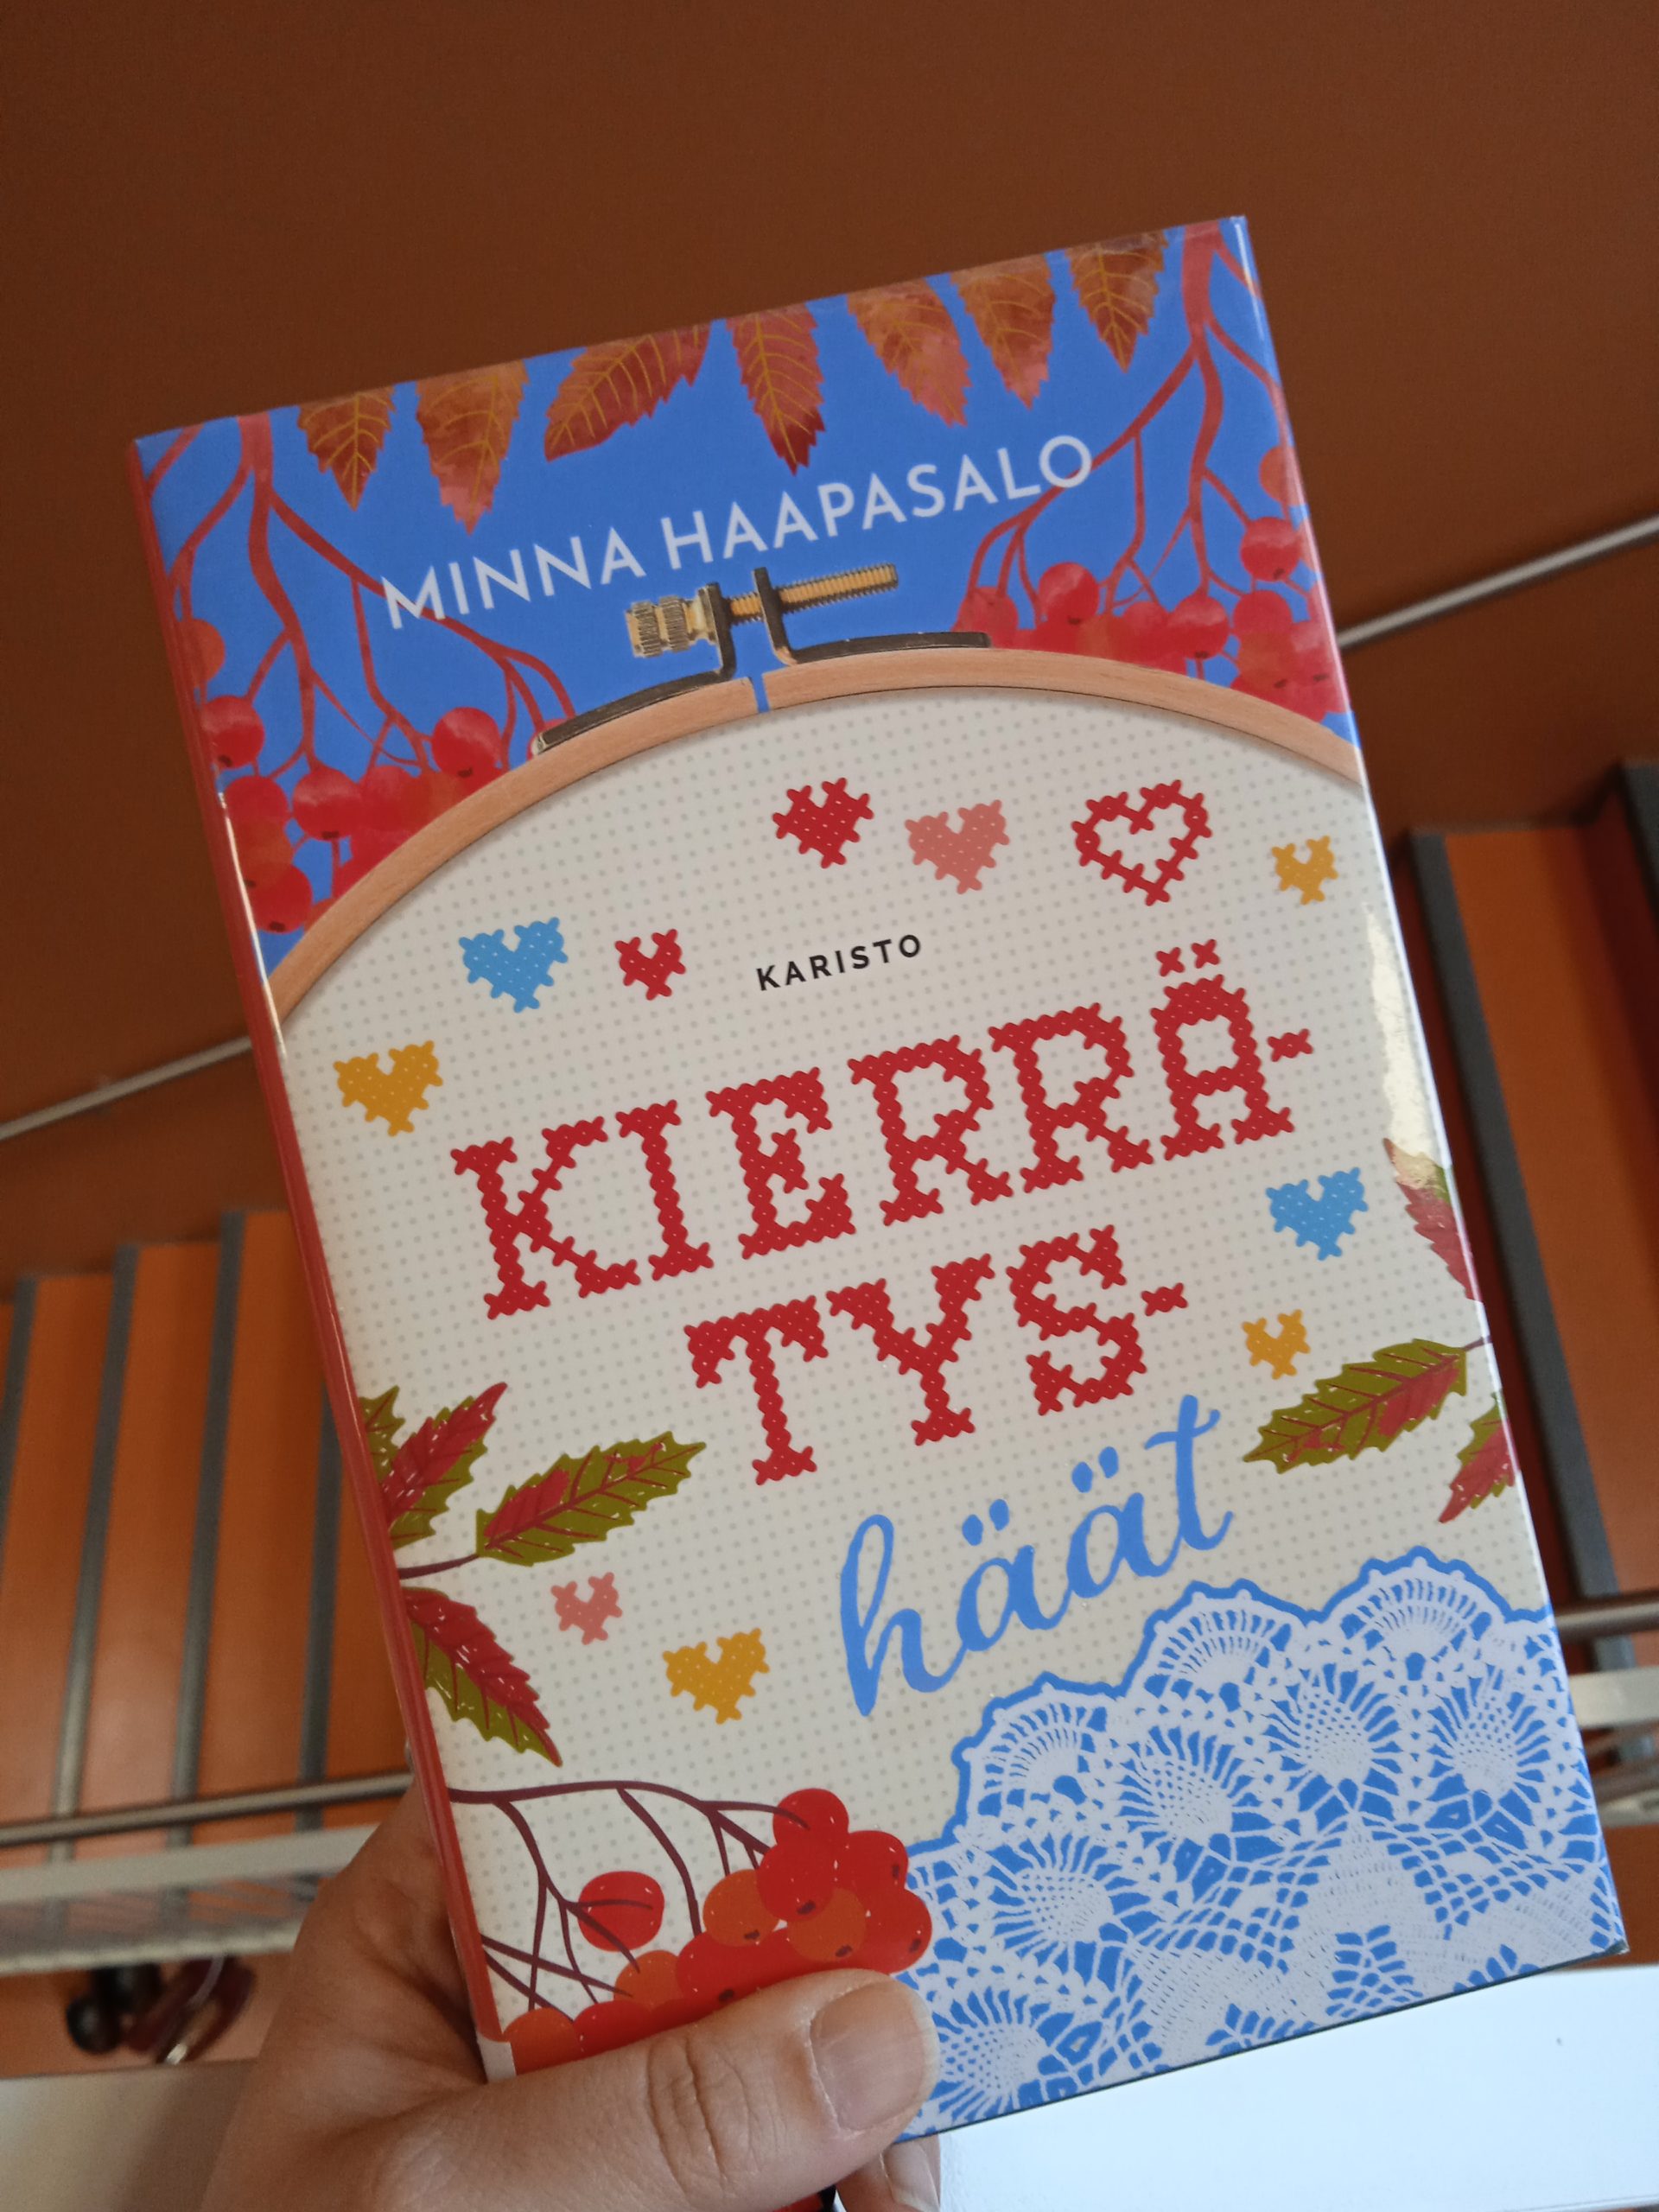 MINNA HAAPASALO
KARISTO
KIERRÄ-
TYS-
häät